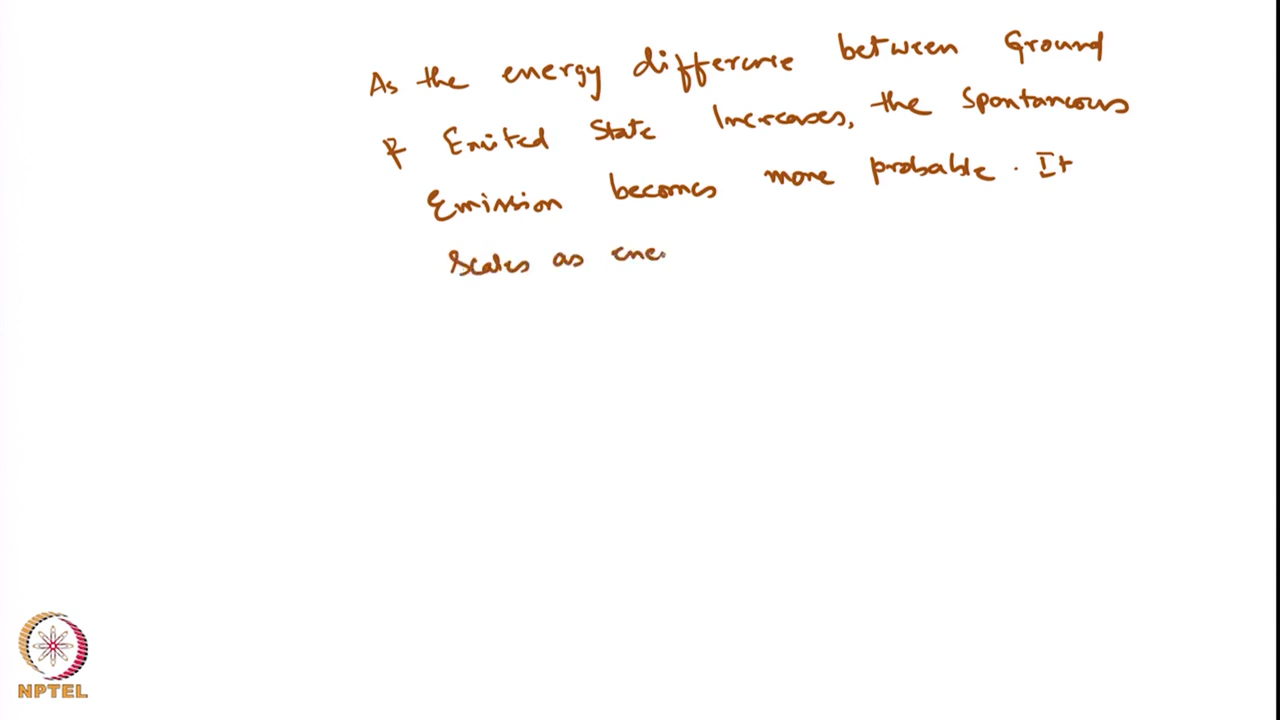 As the energy difference between Ground
& Excited State Increases, the Spontaneous
Emission becomes more probable. It
Scales as ene
NPTEL